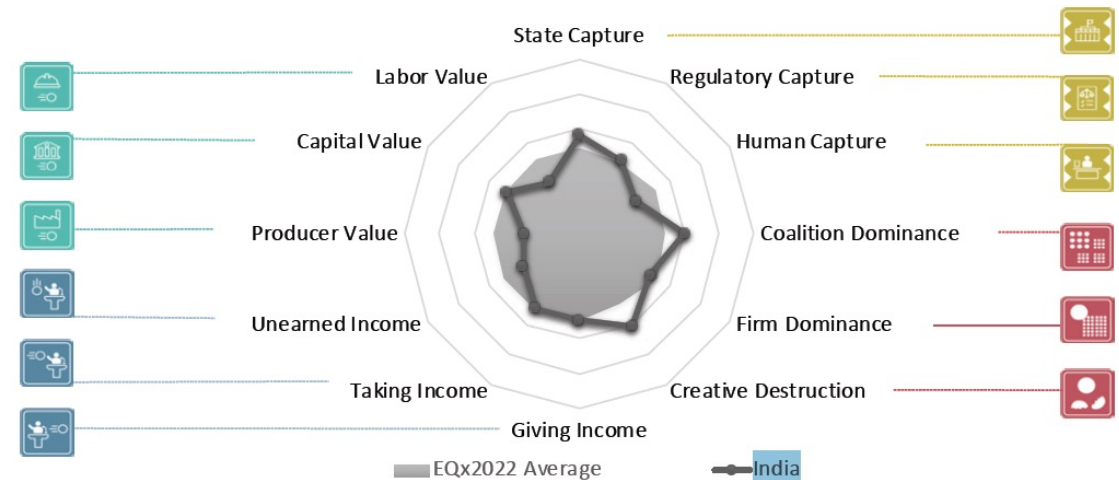 State Capture
Labor Value
Regulatory Capture
Capital Value
Human Capture
Producer Value
Coalition Dominance
Unearned Income
Firm Dominance
Taking Income
Creative Destruction
Giving Income
EQx2022 Average
India